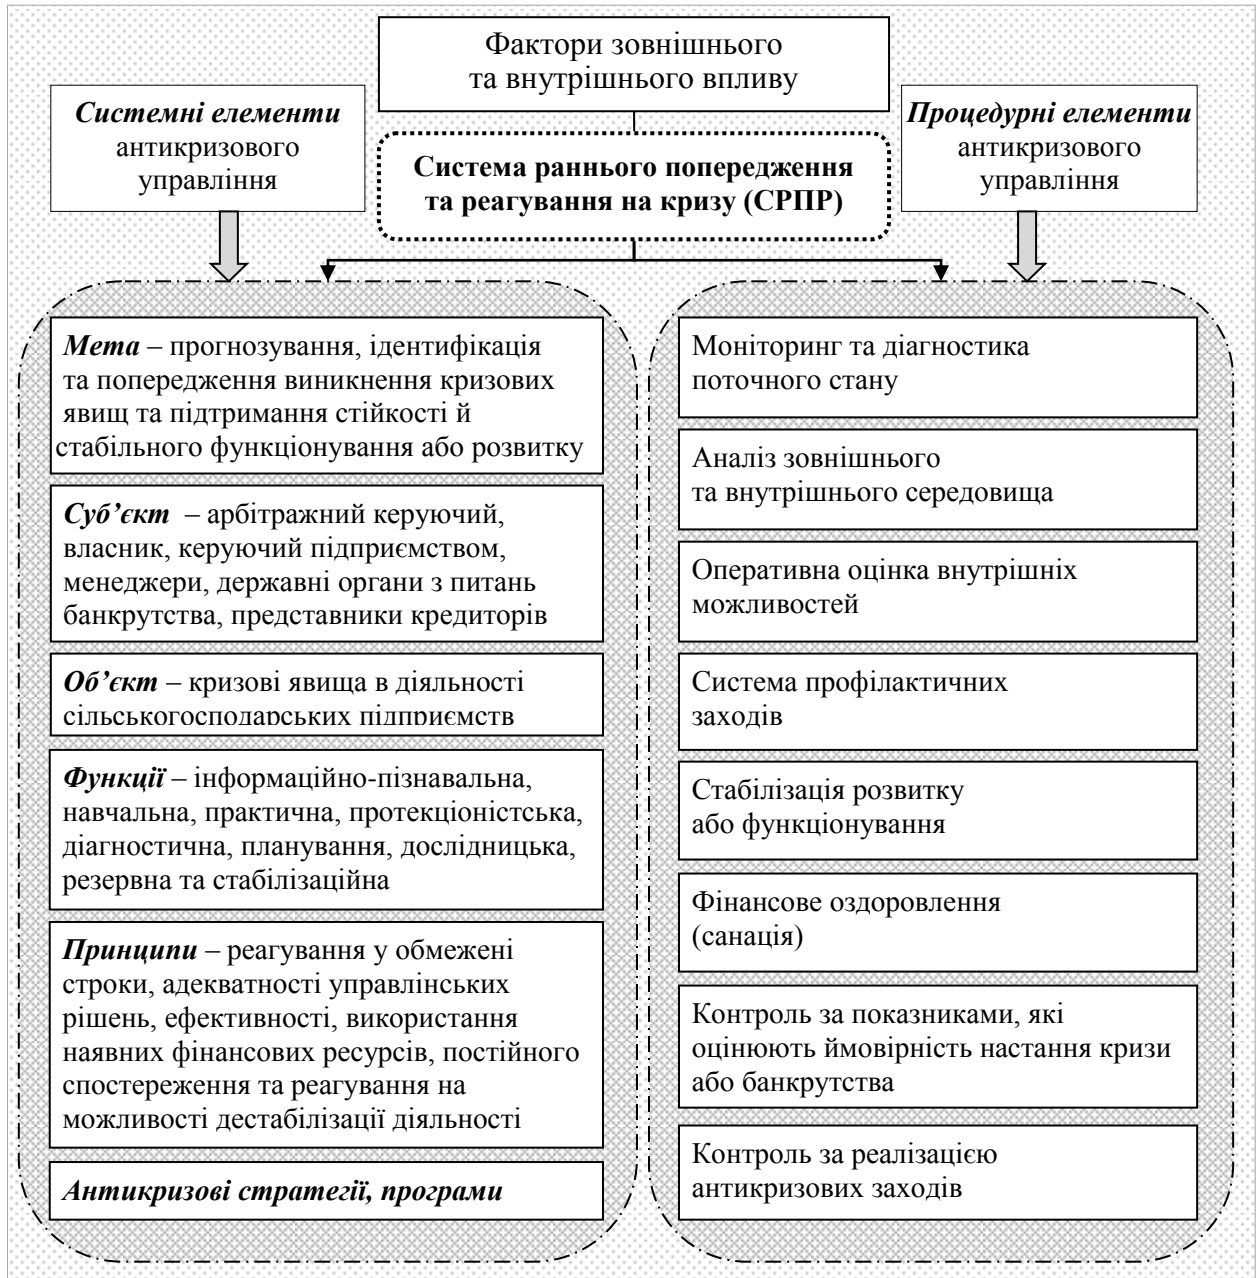 Фактори зовнішнього
та внутрішнього впливу
Системні елементи
антикризового
управління
Система раннього попередження
та реагування на кризу (СРПР)
Процедурні елементи
антикризового
управління
Мета – прогнозування, ідентифікація
та попередження виникнення кризових
явищ та підтримання стійкості й
стабільного функціонування або розвитку
Суб’єкт – арбітражний керуючий,
власник, керуючий підприємством,
менеджери, державні органи з питань
банкрутства, представники кредиторів
Об’єкт – кризові явища в діяльності
сільськогосподарських підприємств
Функції – інформаційно-пізнавальна,
навчальна, практична, протекціоністська,
діагностична, планування, дослідницька,
резервна та стабілізаційна
Принципи – реагування у обмежені
строки, адекватності управлінських
рішень, ефективності, використання
наявних фінансових ресурсів, постійного
спостереження та реагування на
можливості дестабілізації діяльності
Антикризові стратегії, програми
Моніторинг та діагностика
поточного стану
Аналіз зовнішнього
та внутрішнього середовища
Оперативна оцінка внутрішніх
можливостей
Система профілактичних
заходів
Стабілізація розвитку
або функціонування
Фінансове оздоровлення
(санація)
Контроль за показниками, які
оцінюють ймовірність настання кризи
або банкрутства
Контроль за реалізацією
антикризових заходів